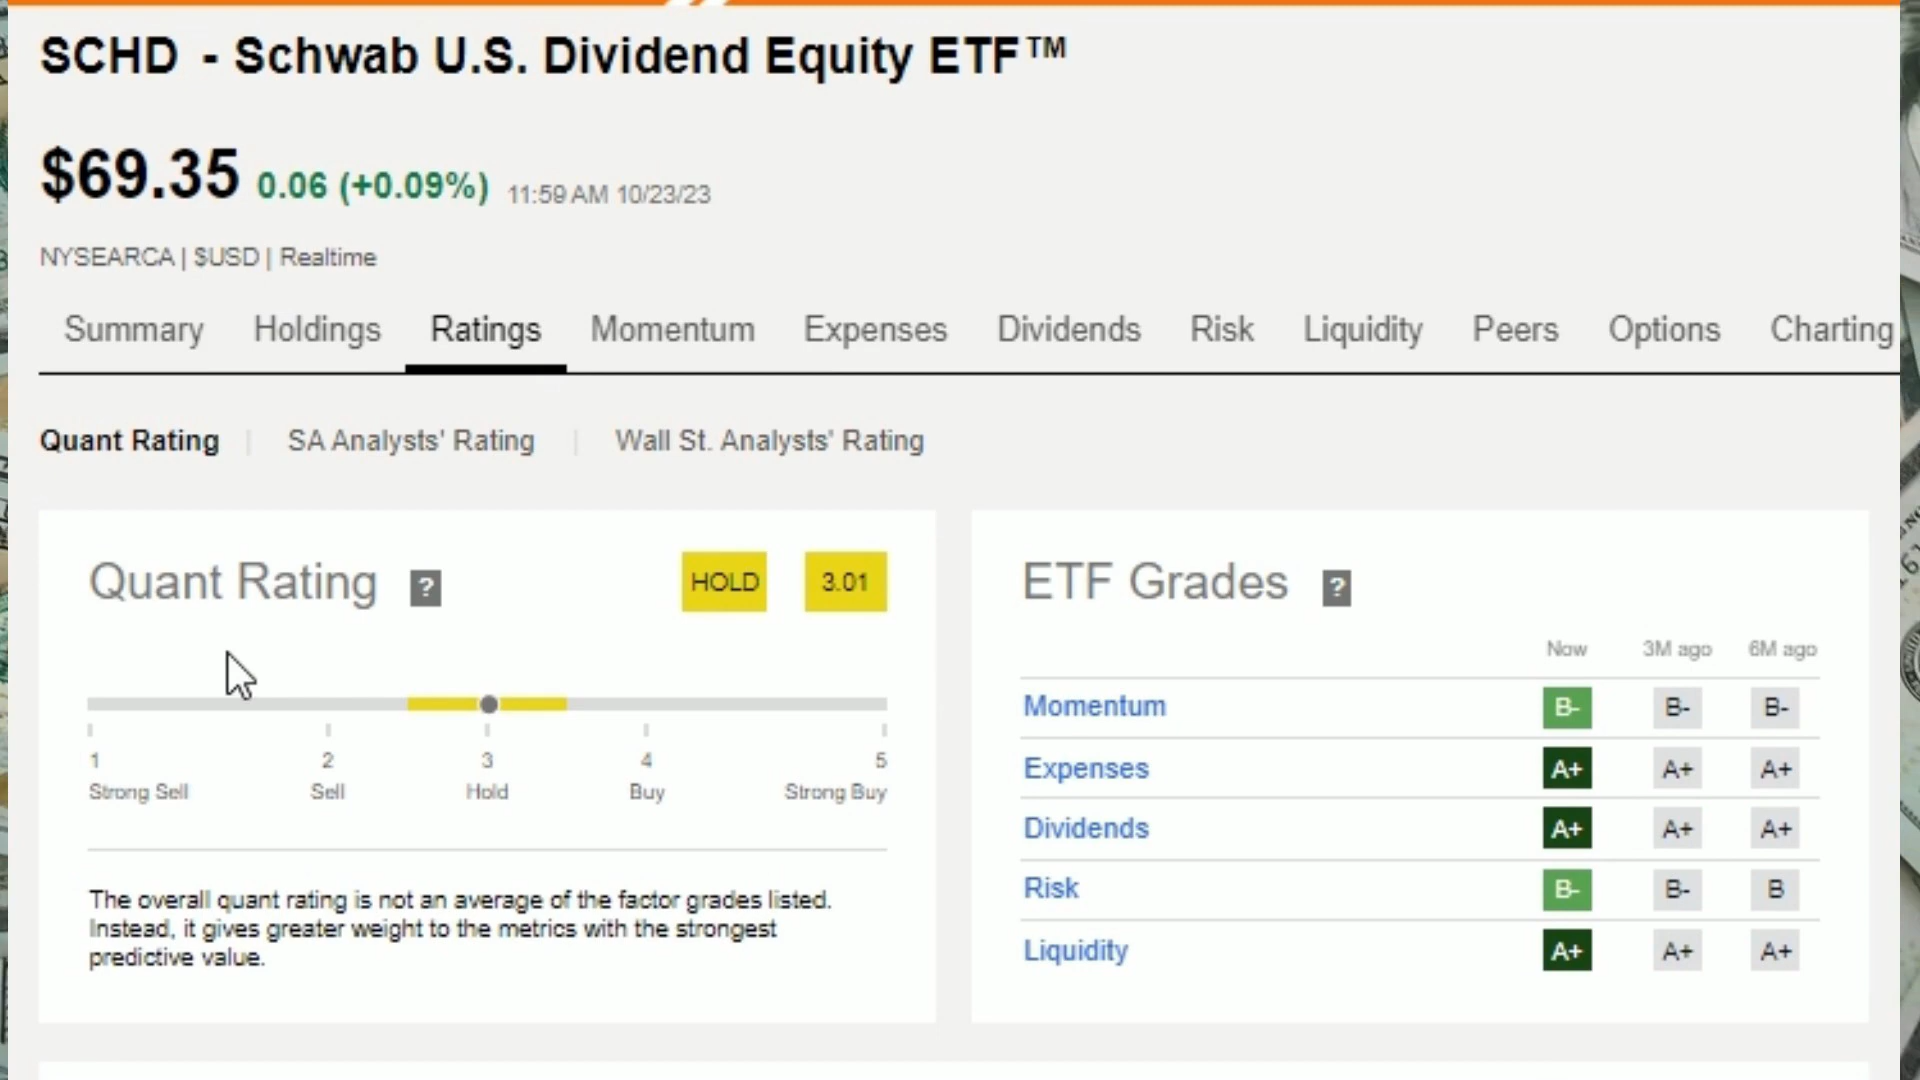 SCHD - Schwab U.S. Dividend Equity ETF™
$69.35 0.06 (+0.09%) 11:59 AM 10/23/23
NYSEARCA | $USD | Realtime
Summary Holdings Ratings Momentum Expenses Dividends Risk Liquidity Peers Options Charting
Quant Rating | SA Analysts' Rating | Wall St. Analysts' Rating
Quant Rating ? HOLD 3.01
1 2 3 4 5
Strong Sell Sell Hold Buy Strong Buy
The overall quant rating is not an average of the factor grades listed.
Instead, it gives greater weight to the metrics with the strongest
predictive value.
ETF Grades ?
Now 3M ago 6M ago
Momentum B- B- B-
Expenses A+ A+ A+
Dividends A+ A+ A+
Risk B- B- B
Liquidity A+ A+ A+